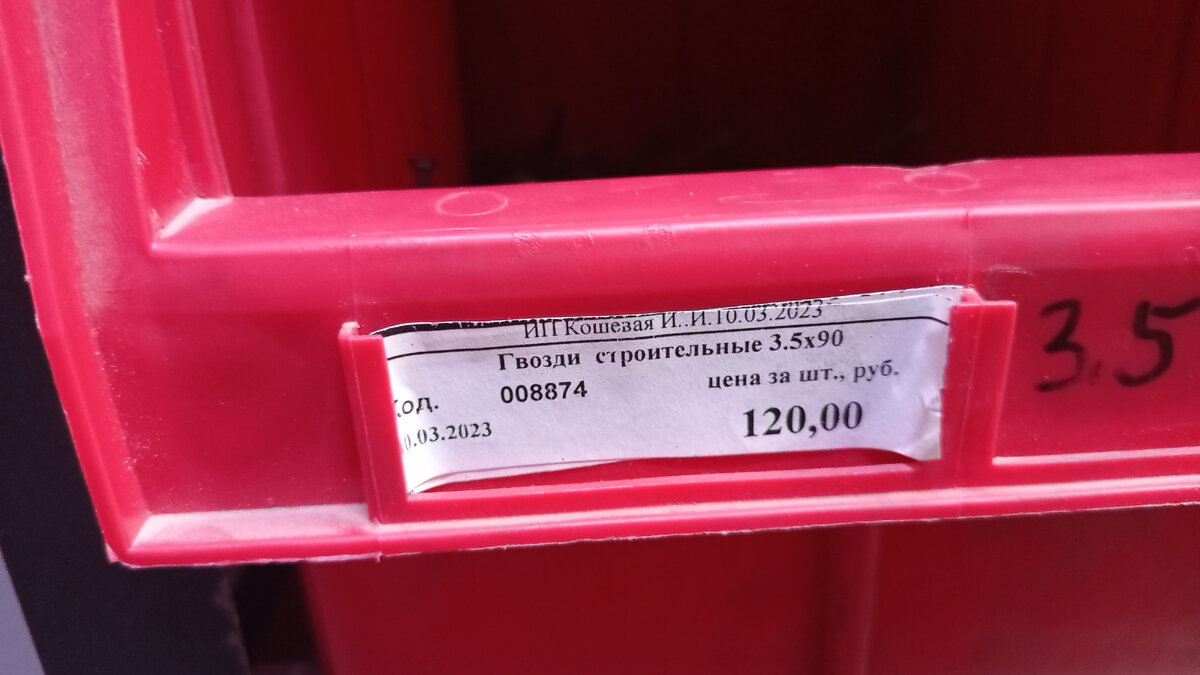 ИП Кошевая И..И.10.03.2023
Гвозди строительные 3.5х90
код. 008874 цена за шт., руб.
0.03.2023 120,00
3.5